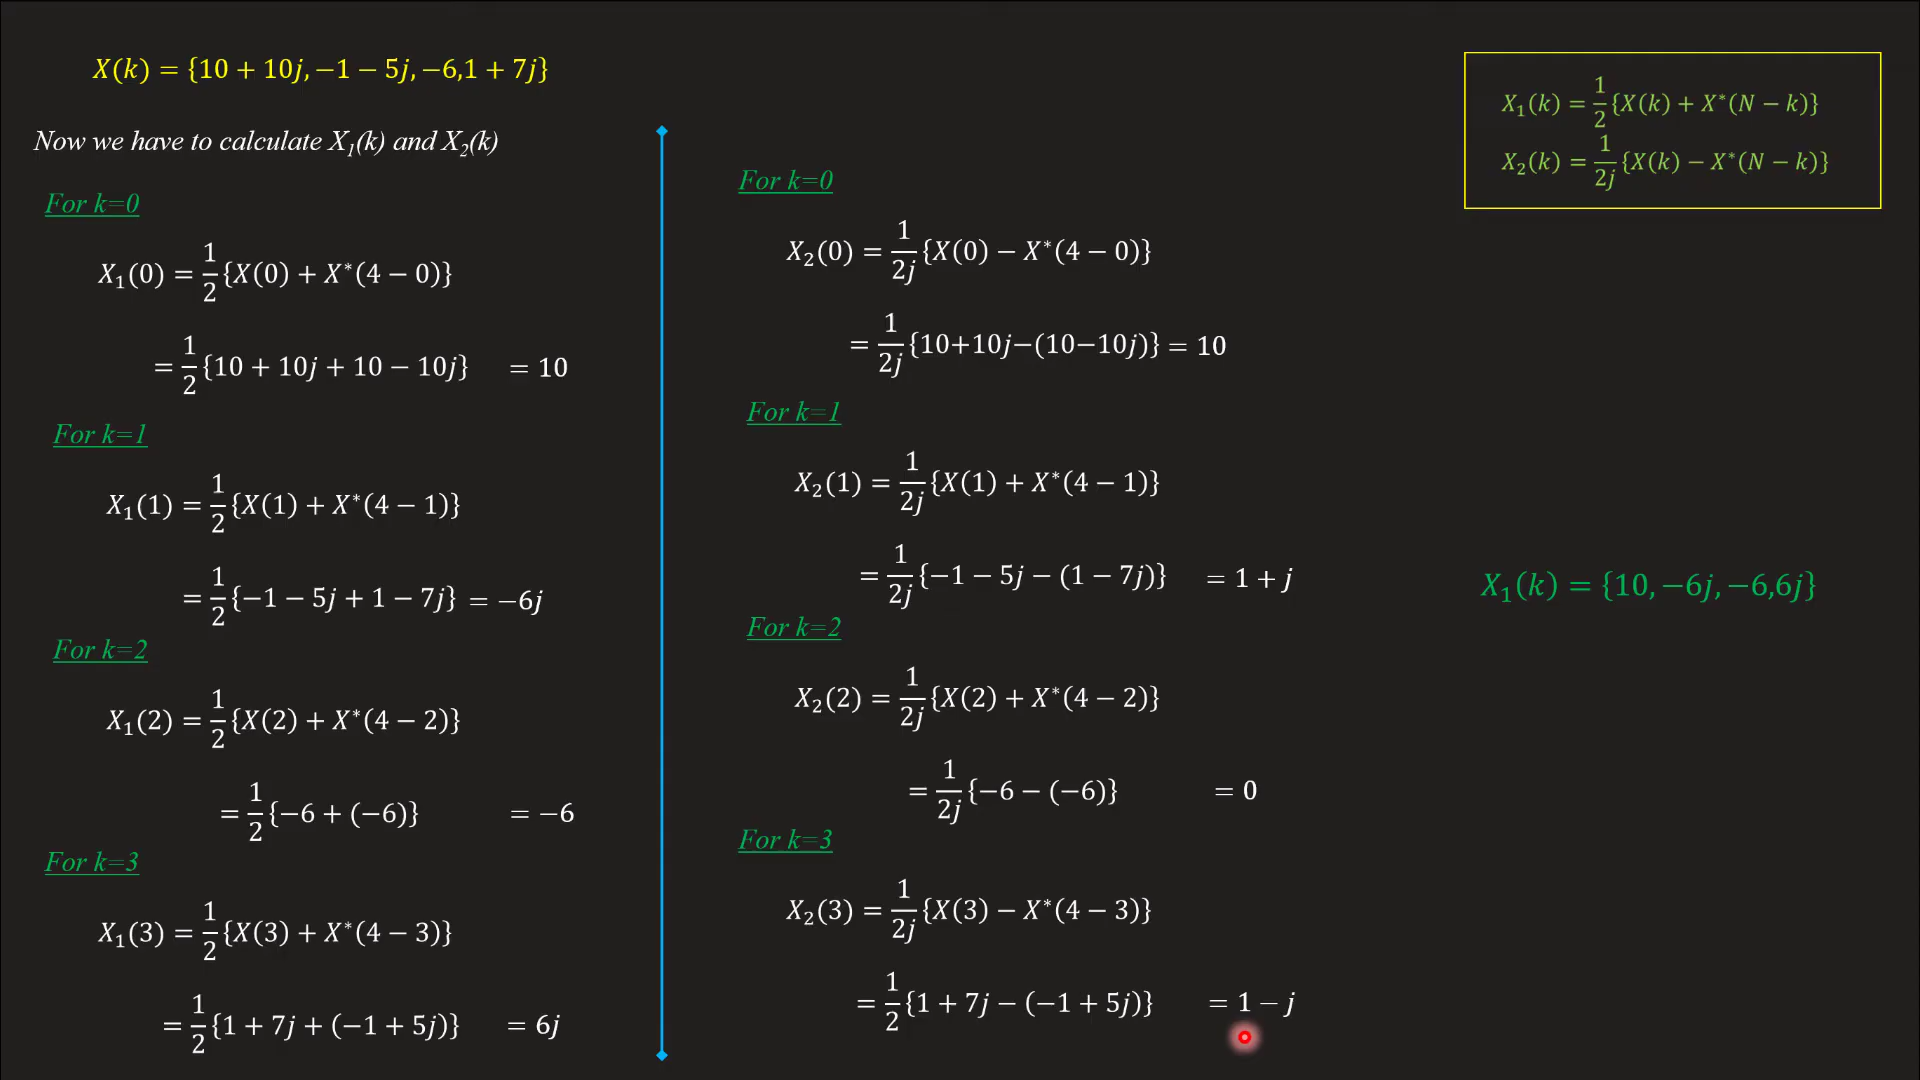 X(k) = {10 + 10j, −1 − 5j, −6,1 + 7j}
Now we have to calculate X₁(k) and X₂(k)
For k=0
X₁(0) = 1/2 {X(0) + X*(4 − 0)}
= 1/2 {10 + 10j + 10 − 10j} = 10
For k=1
X₁(1) = 1/2 {X(1) + X*(4 − 1)}
= 1/2 {−1 − 5j + 1 − 7j} = −6j
For k=2
X₁(2) = 1/2 {X(2) + X*(4 − 2)}
= 1/2 {−6 + (−6)} = −6
For k=3
X₁(3) = 1/2 {X(3) + X*(4 − 3)}
= 1/2 {1 + 7j + (−1 + 5j)} = 6j
For k=0
X₂(0) = 1/2j {X(0) − X*(4 − 0)}
= 1/2j {10+10j−(10−10j)} = 10
For k=1
X₂(1) = 1/2j {X(1) + X*(4 − 1)}
= 1/2j {−1 − 5j − (1 − 7j)} = 1 + j
For k=2
X₂(2) = 1/2j {X(2) + X*(4 − 2)}
= 1/2j {−6 − (−6)} = 0
For k=3
X₂(3) = 1/2j {X(3) − X*(4 − 3)}
= 1/2 {1 + 7j − (−1 + 5j)} = 1 − j
X₁(k) = 1/2 {X(k) + X*(N − k)}
X₂(k) = 1/2j {X(k) − X*(N − k)}
X₁(k) = {10, −6j, −6,6j}